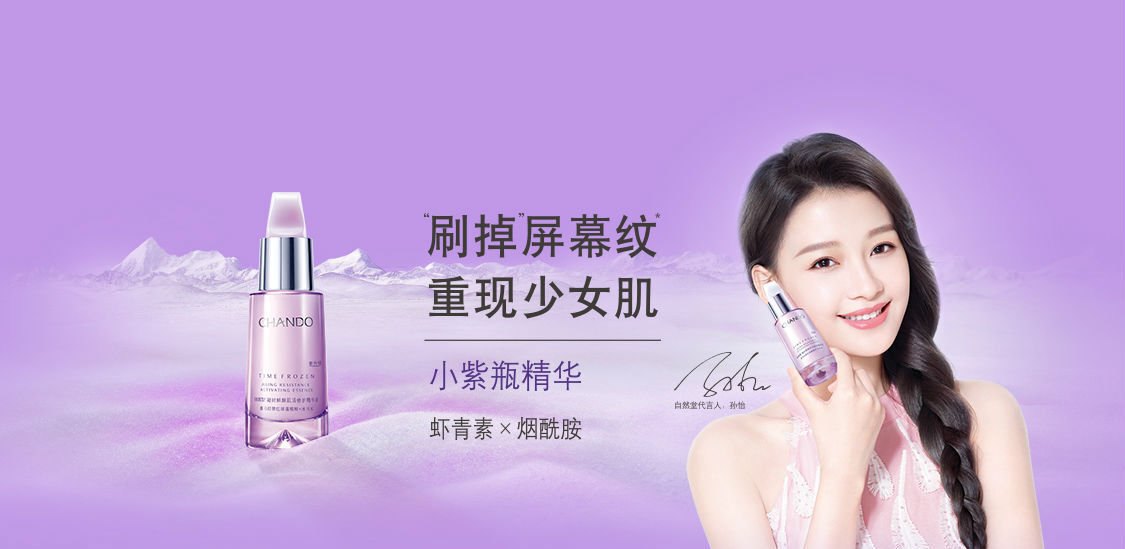 “刷掉”屏幕纹*
重现少女肌
小紫瓶精华
虾青素×烟酰胺
CHANDO
TIME FROZEN
AGING RESISTANCE
ACTIVATING ESSENCE
自然堂代言人：孙怡
CHANDO